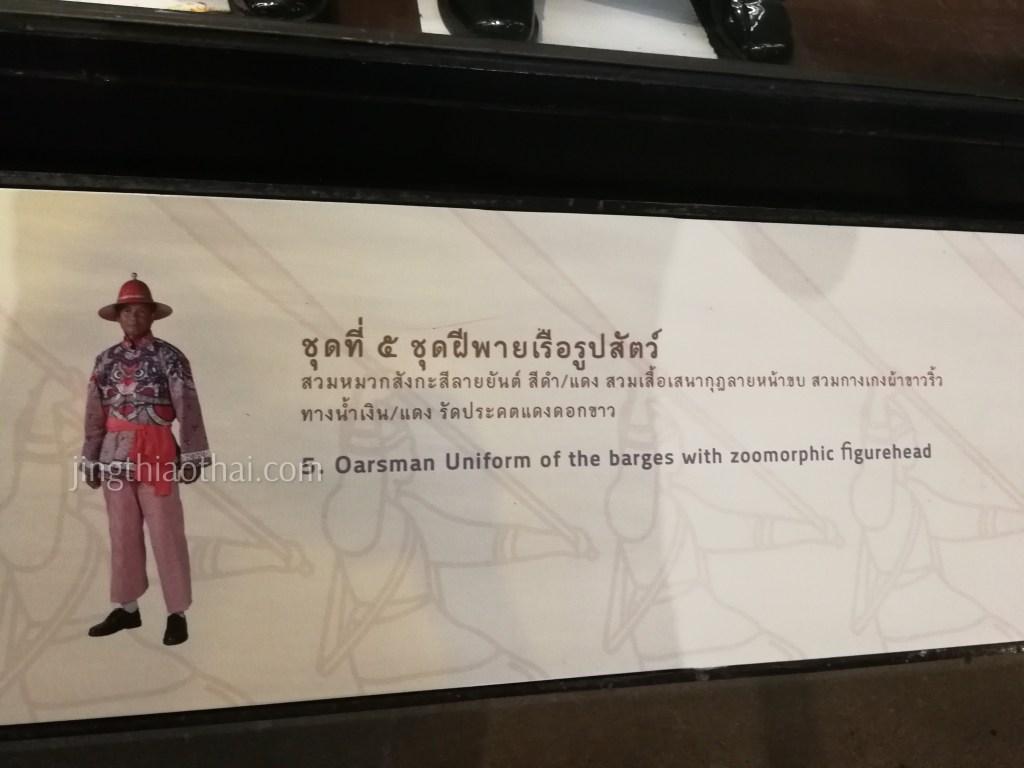 ชุดที่ ๕ ชุดฝีพายเรือรูปสัตว์
สวมหมวกสังกะสีลายยันต์ สีดำ/แดง สวมเสื้อเสนากุฎลายหน้าขบ สวมกางเกงผ้าขาวริ้ว
ทางน้ำเงิน/แดง รัดประคตแดงดอกขาว
5. Oarsman Uniform of the barges with zoomorphic figurehead
jingthiaothai.com